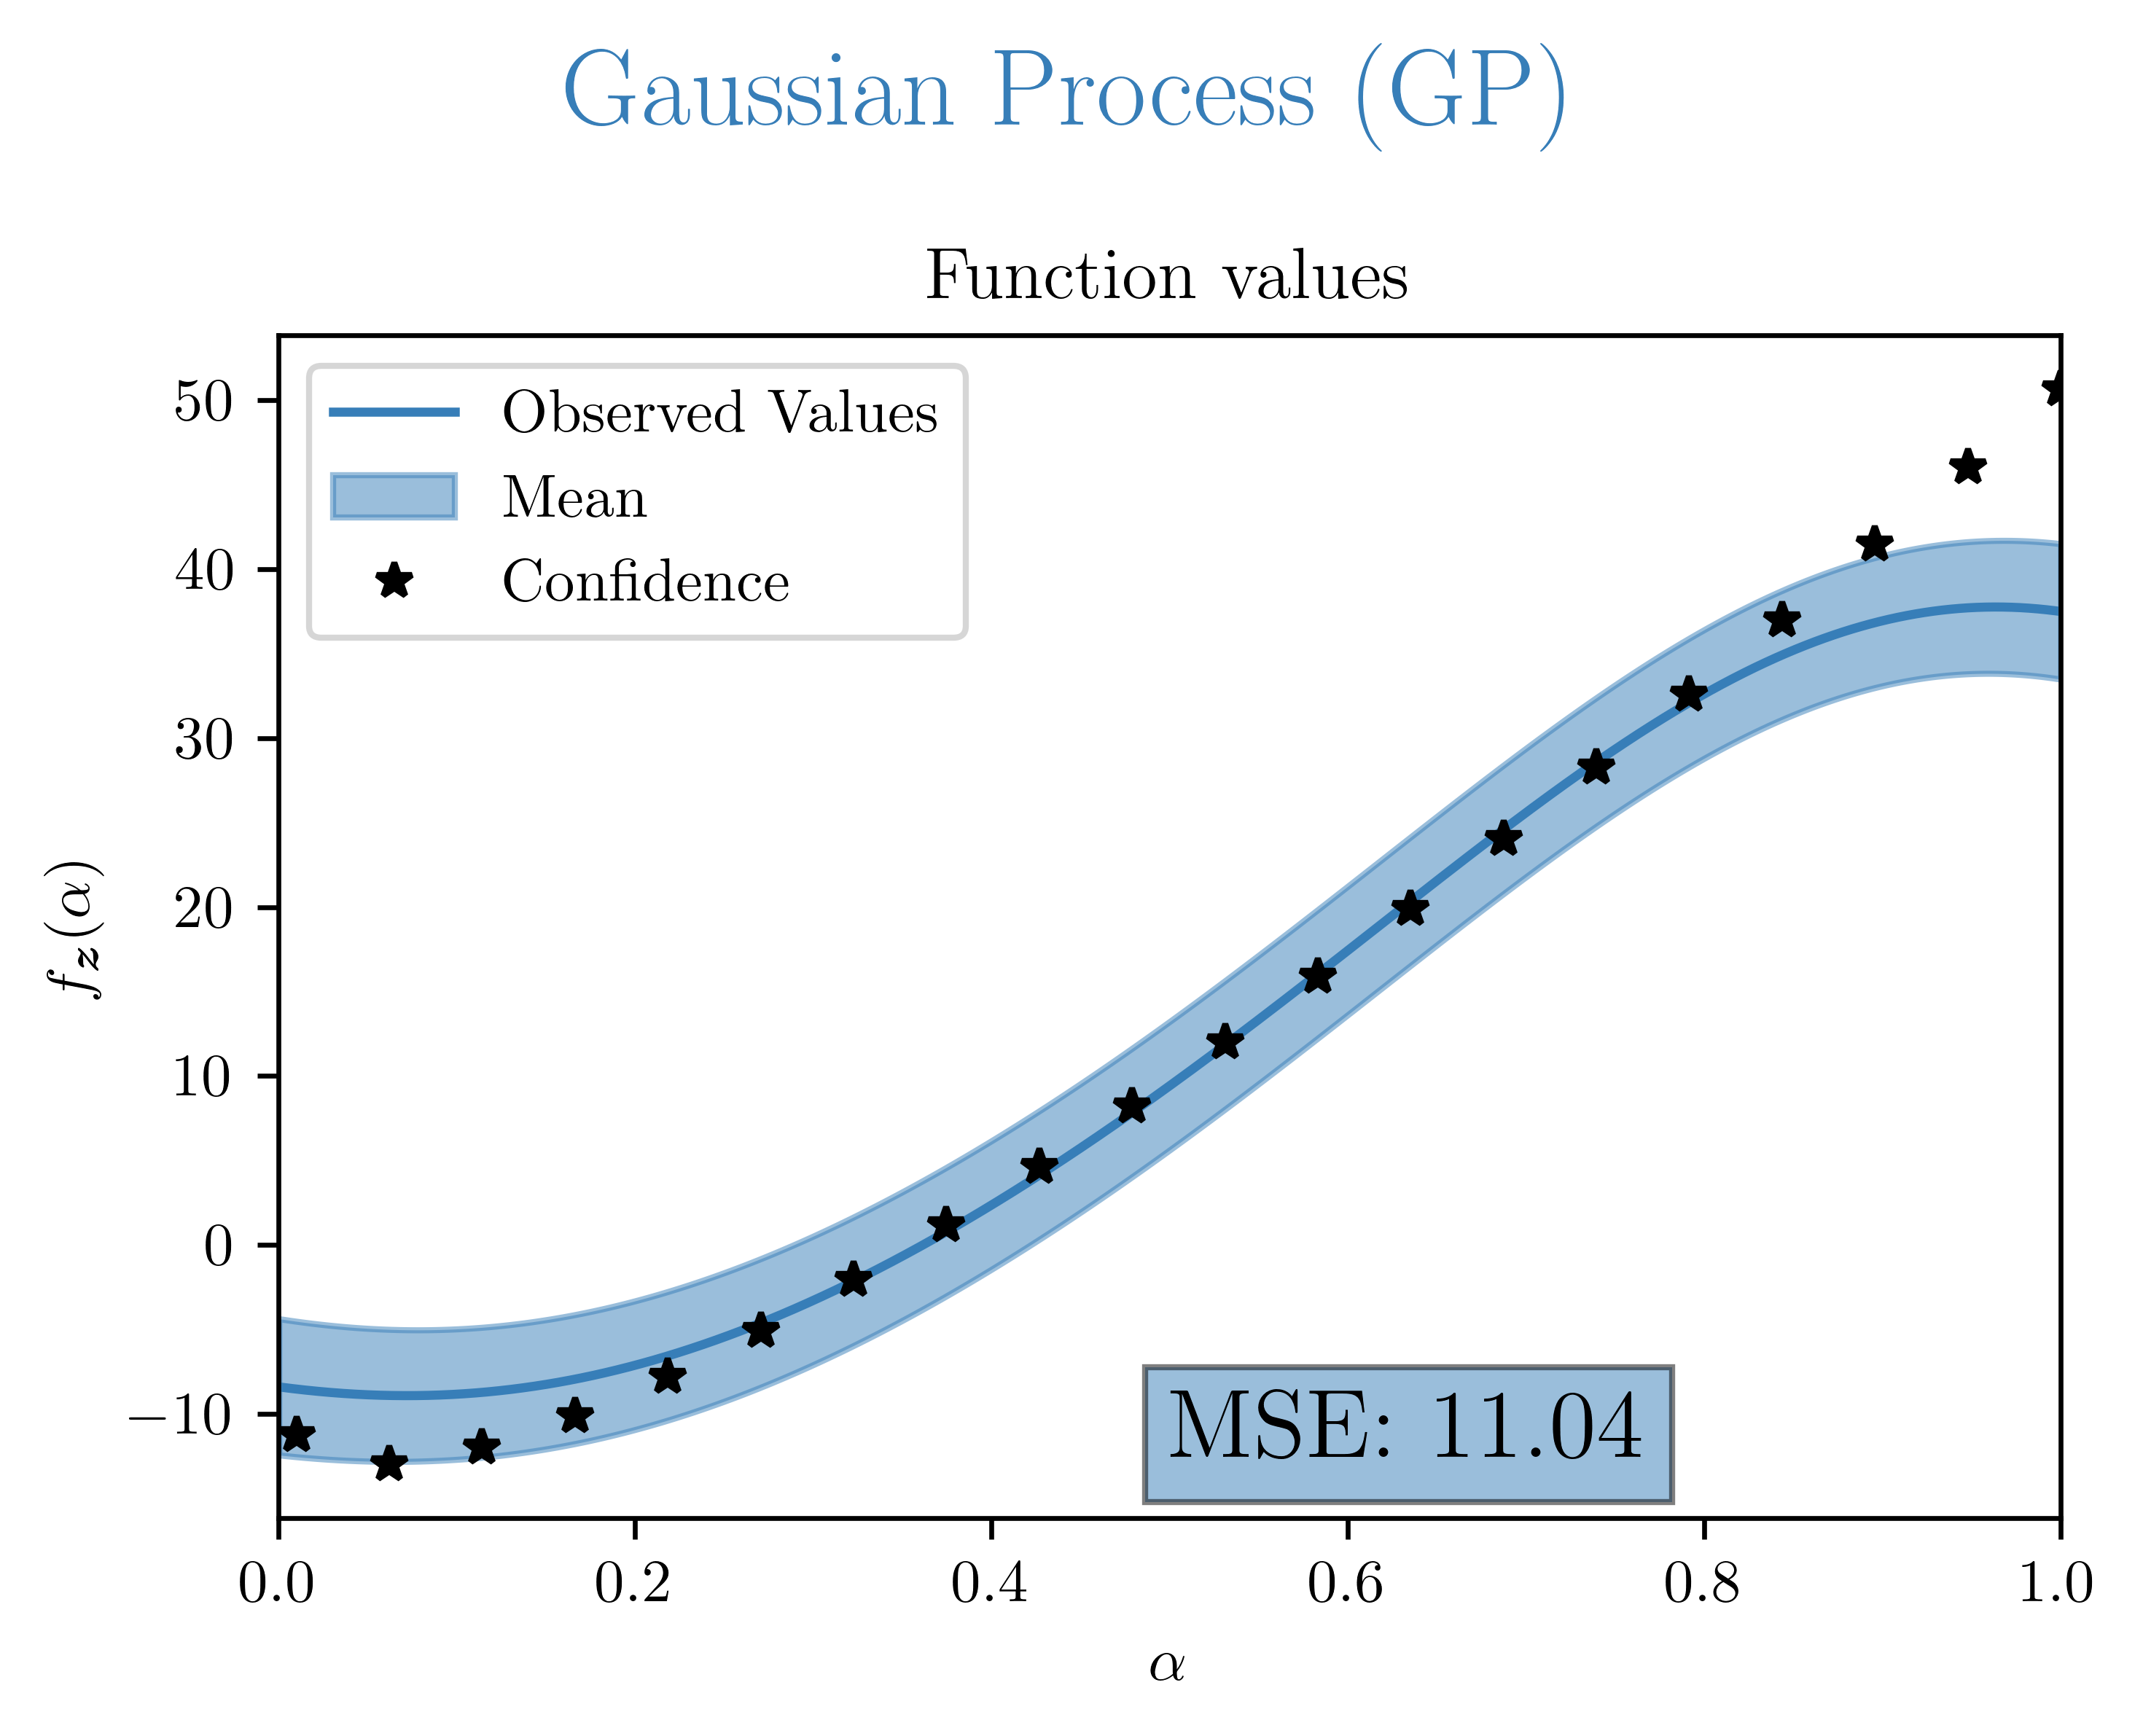 Gaussian Process (GP)
Function values
Observed Values
Mean
Confidence
50
40
30
20
10
0
−10
f_z(α)
MSE: 11.04
0.0 0.2 0.4 0.6 0.8 1.0
α